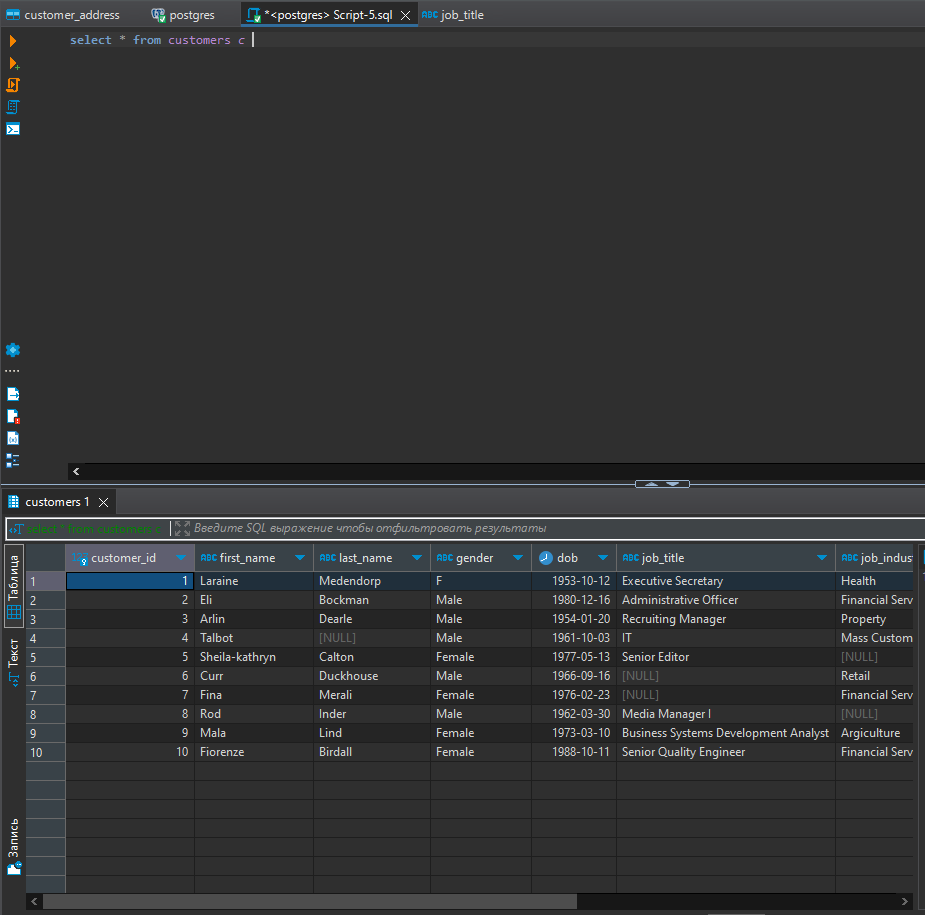 customer_address postgres *<postgres> Script-5.sql job_title
select * from customers c
customers 1
select * from customers c Введите SQL выражение чтобы отфильтровать результаты
Таблица
Текст
Запись
customer_id ABC first_name ABC last_name ABC gender dob ABC job_title ABC job_indust
1 1 Laraine Medendorp F 1953-10-12 Executive Secretary Health
2 2 Eli Bockman Male 1980-12-16 Administrative Officer Financial Serv
3 3 Arlin Dearle Male 1954-01-20 Recruiting Manager Property
4 4 Talbot [NULL] Male 1961-10-03 IT Mass Custom
5 5 Sheila-kathryn Calton Female 1977-05-13 Senior Editor [NULL]
6 6 Curr Duckhouse Male 1966-09-16 [NULL] Retail
7 7 Fina Merali Female 1976-02-23 [NULL] Financial Serv
8 8 Rod Inder Male 1962-03-30 Media Manager I [NULL]
9 9 Mala Lind Female 1973-03-10 Business Systems Development Analyst Argiculture
10 10 Fiorenze Birdall Female 1988-10-11 Senior Quality Engineer Financial Serv